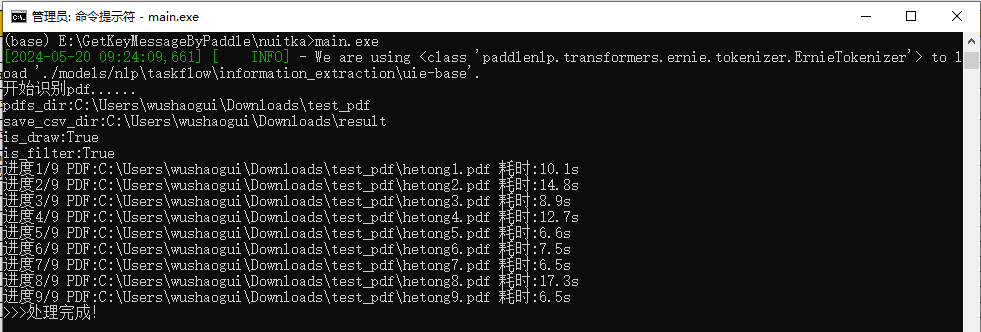 管理员: 命令提示符 - main.exe
(base) E:\GetKeyMessageByPaddle\nuitka>main.exe
[2024-05-20 09:24:09,661] [    INFO] - We are using <class 'paddlenlp.transformers.ernie.tokenizer.ErnieTokenizer'> to l
oad './models/nlp\taskflow\information_extraction\uie-base'.
开始识别pdf......
pdfs_dir:C:\Users\wushaogui\Downloads\test_pdf
save_csv_dir:C:\Users\wushaogui\Downloads\result
is_draw:True
is_filter:True
进度1/9 PDF:C:\Users\wushaogui\Downloads\test_pdf\hetong1.pdf 耗时:10.1s
进度2/9 PDF:C:\Users\wushaogui\Downloads\test_pdf\hetong2.pdf 耗时:14.8s
进度3/9 PDF:C:\Users\wushaogui\Downloads\test_pdf\hetong3.pdf 耗时:8.9s
进度4/9 PDF:C:\Users\wushaogui\Downloads\test_pdf\hetong4.pdf 耗时:12.7s
进度5/9 PDF:C:\Users\wushaogui\Downloads\test_pdf\hetong5.pdf 耗时:6.6s
进度6/9 PDF:C:\Users\wushaogui\Downloads\test_pdf\hetong6.pdf 耗时:7.5s
进度7/9 PDF:C:\Users\wushaogui\Downloads\test_pdf\hetong7.pdf 耗时:6.5s
进度8/9 PDF:C:\Users\wushaogui\Downloads\test_pdf\hetong8.pdf 耗时:17.3s
进度9/9 PDF:C:\Users\wushaogui\Downloads\test_pdf\hetong9.pdf 耗时:6.5s
>>>处理完成!